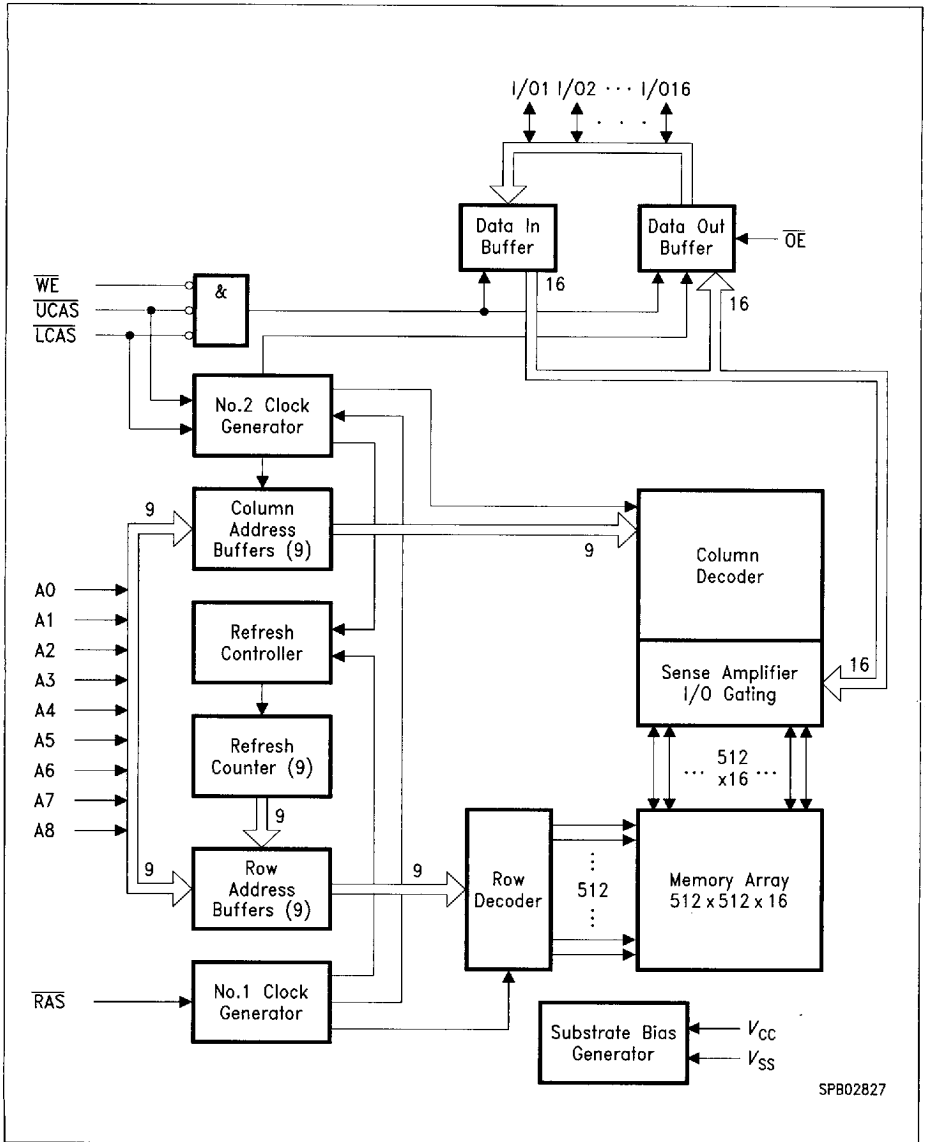 I/O1 I/O2 ··· I/O16
· · ·
Data In
Buffer
Data Out
Buffer
OE
16
16
WE
UCAS
LCAS
&
No.2 Clock
Generator
9
Column
Address
Buffers (9)
9
Column
Decoder
A0
A1
A2
A3
A4
A5
A6
A7
A8
Refresh
Controller
Sense Amplifier
I/O Gating
16
Refresh
Counter (9)
9
··· 512 ···
x16
9
Row
Address
Buffers (9)
9
Row
Decoder
···
512
···
Memory Array
512 x 512 x 16
RAS
No.1 Clock
Generator
Substrate Bias
Generator
VCC
VSS
SPB02827